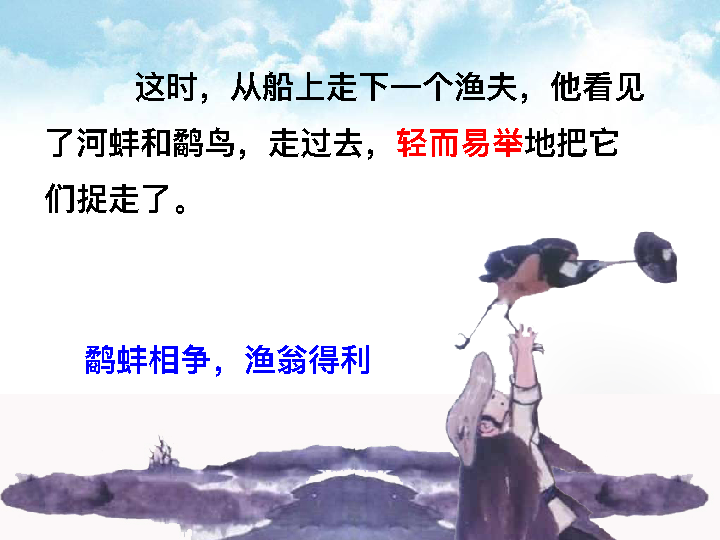 这时，从船上走下一个渔夫，他看见
了河蚌和鹬鸟，走过去，轻而易举地把它
们捉走了。
鹬蚌相争，渔翁得利